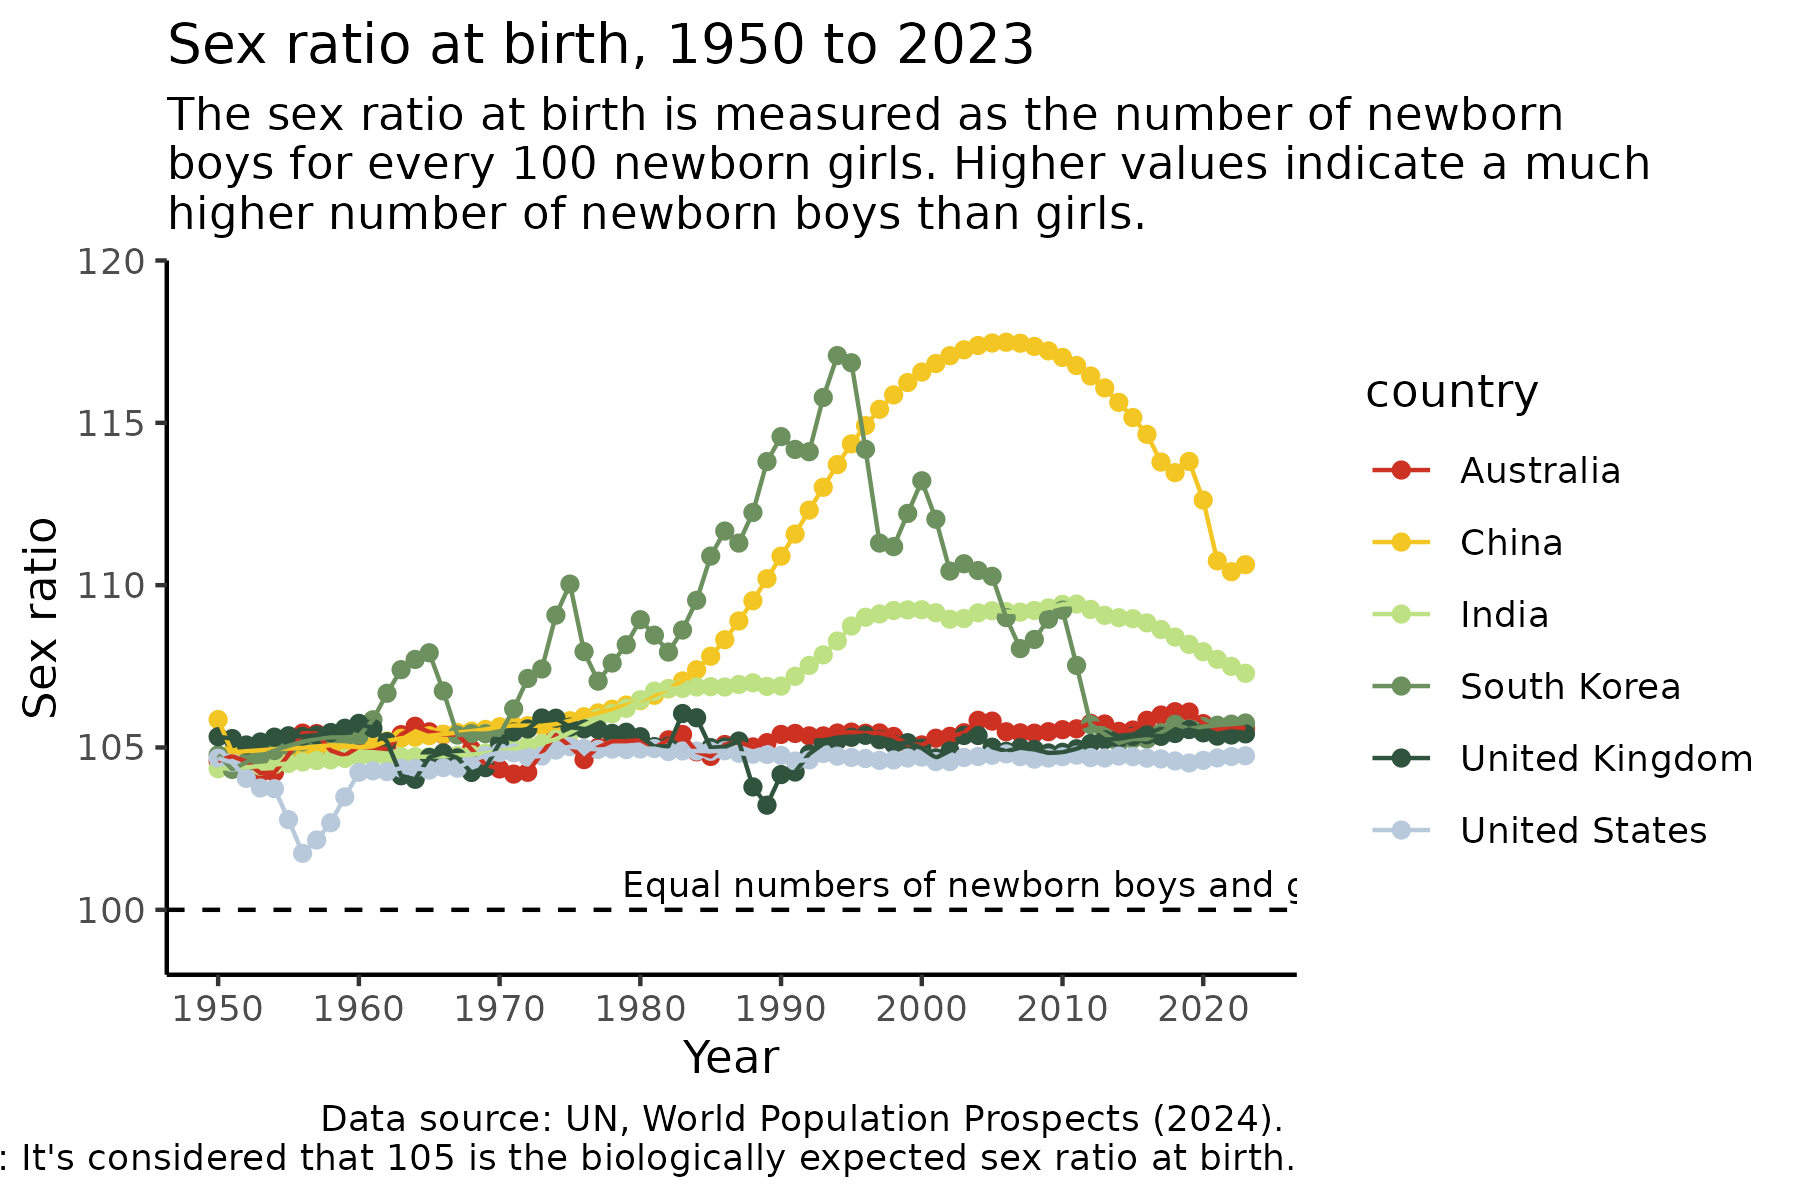 Sex ratio at birth, 1950 to 2023
The sex ratio at birth is measured as the number of newborn
boys for every 100 newborn girls. Higher values indicate a much
higher number of newborn boys than girls.
120
115
110
105
100
Sex ratio
Equal numbers of newborn boys and
1950 1960 1970 1980 1990 2000 2010 2020
Year
country
Australia
China
India
South Korea
United Kingdom
United States
Data source: UN, World Population Prospects (2024).
: It's considered that 105 is the biologically expected sex ratio at birth.